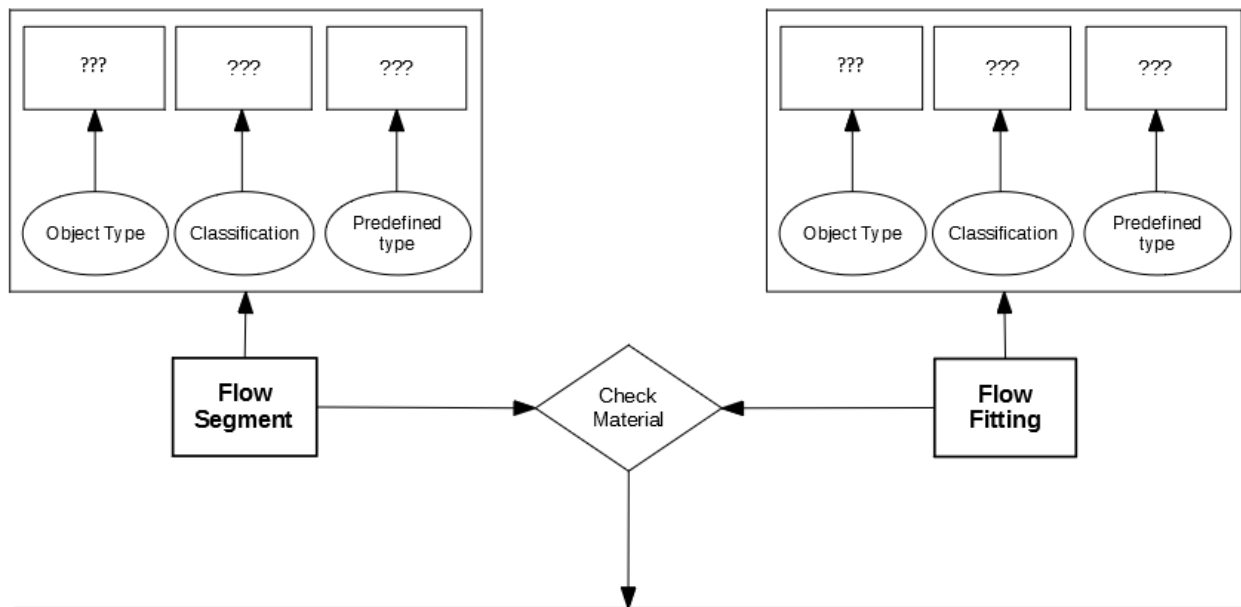 ??? ??? ???
??? ??? ???
Object Type
Classification
Predefined
type
Object Type
Classification
Predefined
type
Flow
Segment
Check
Material
Flow
Fitting